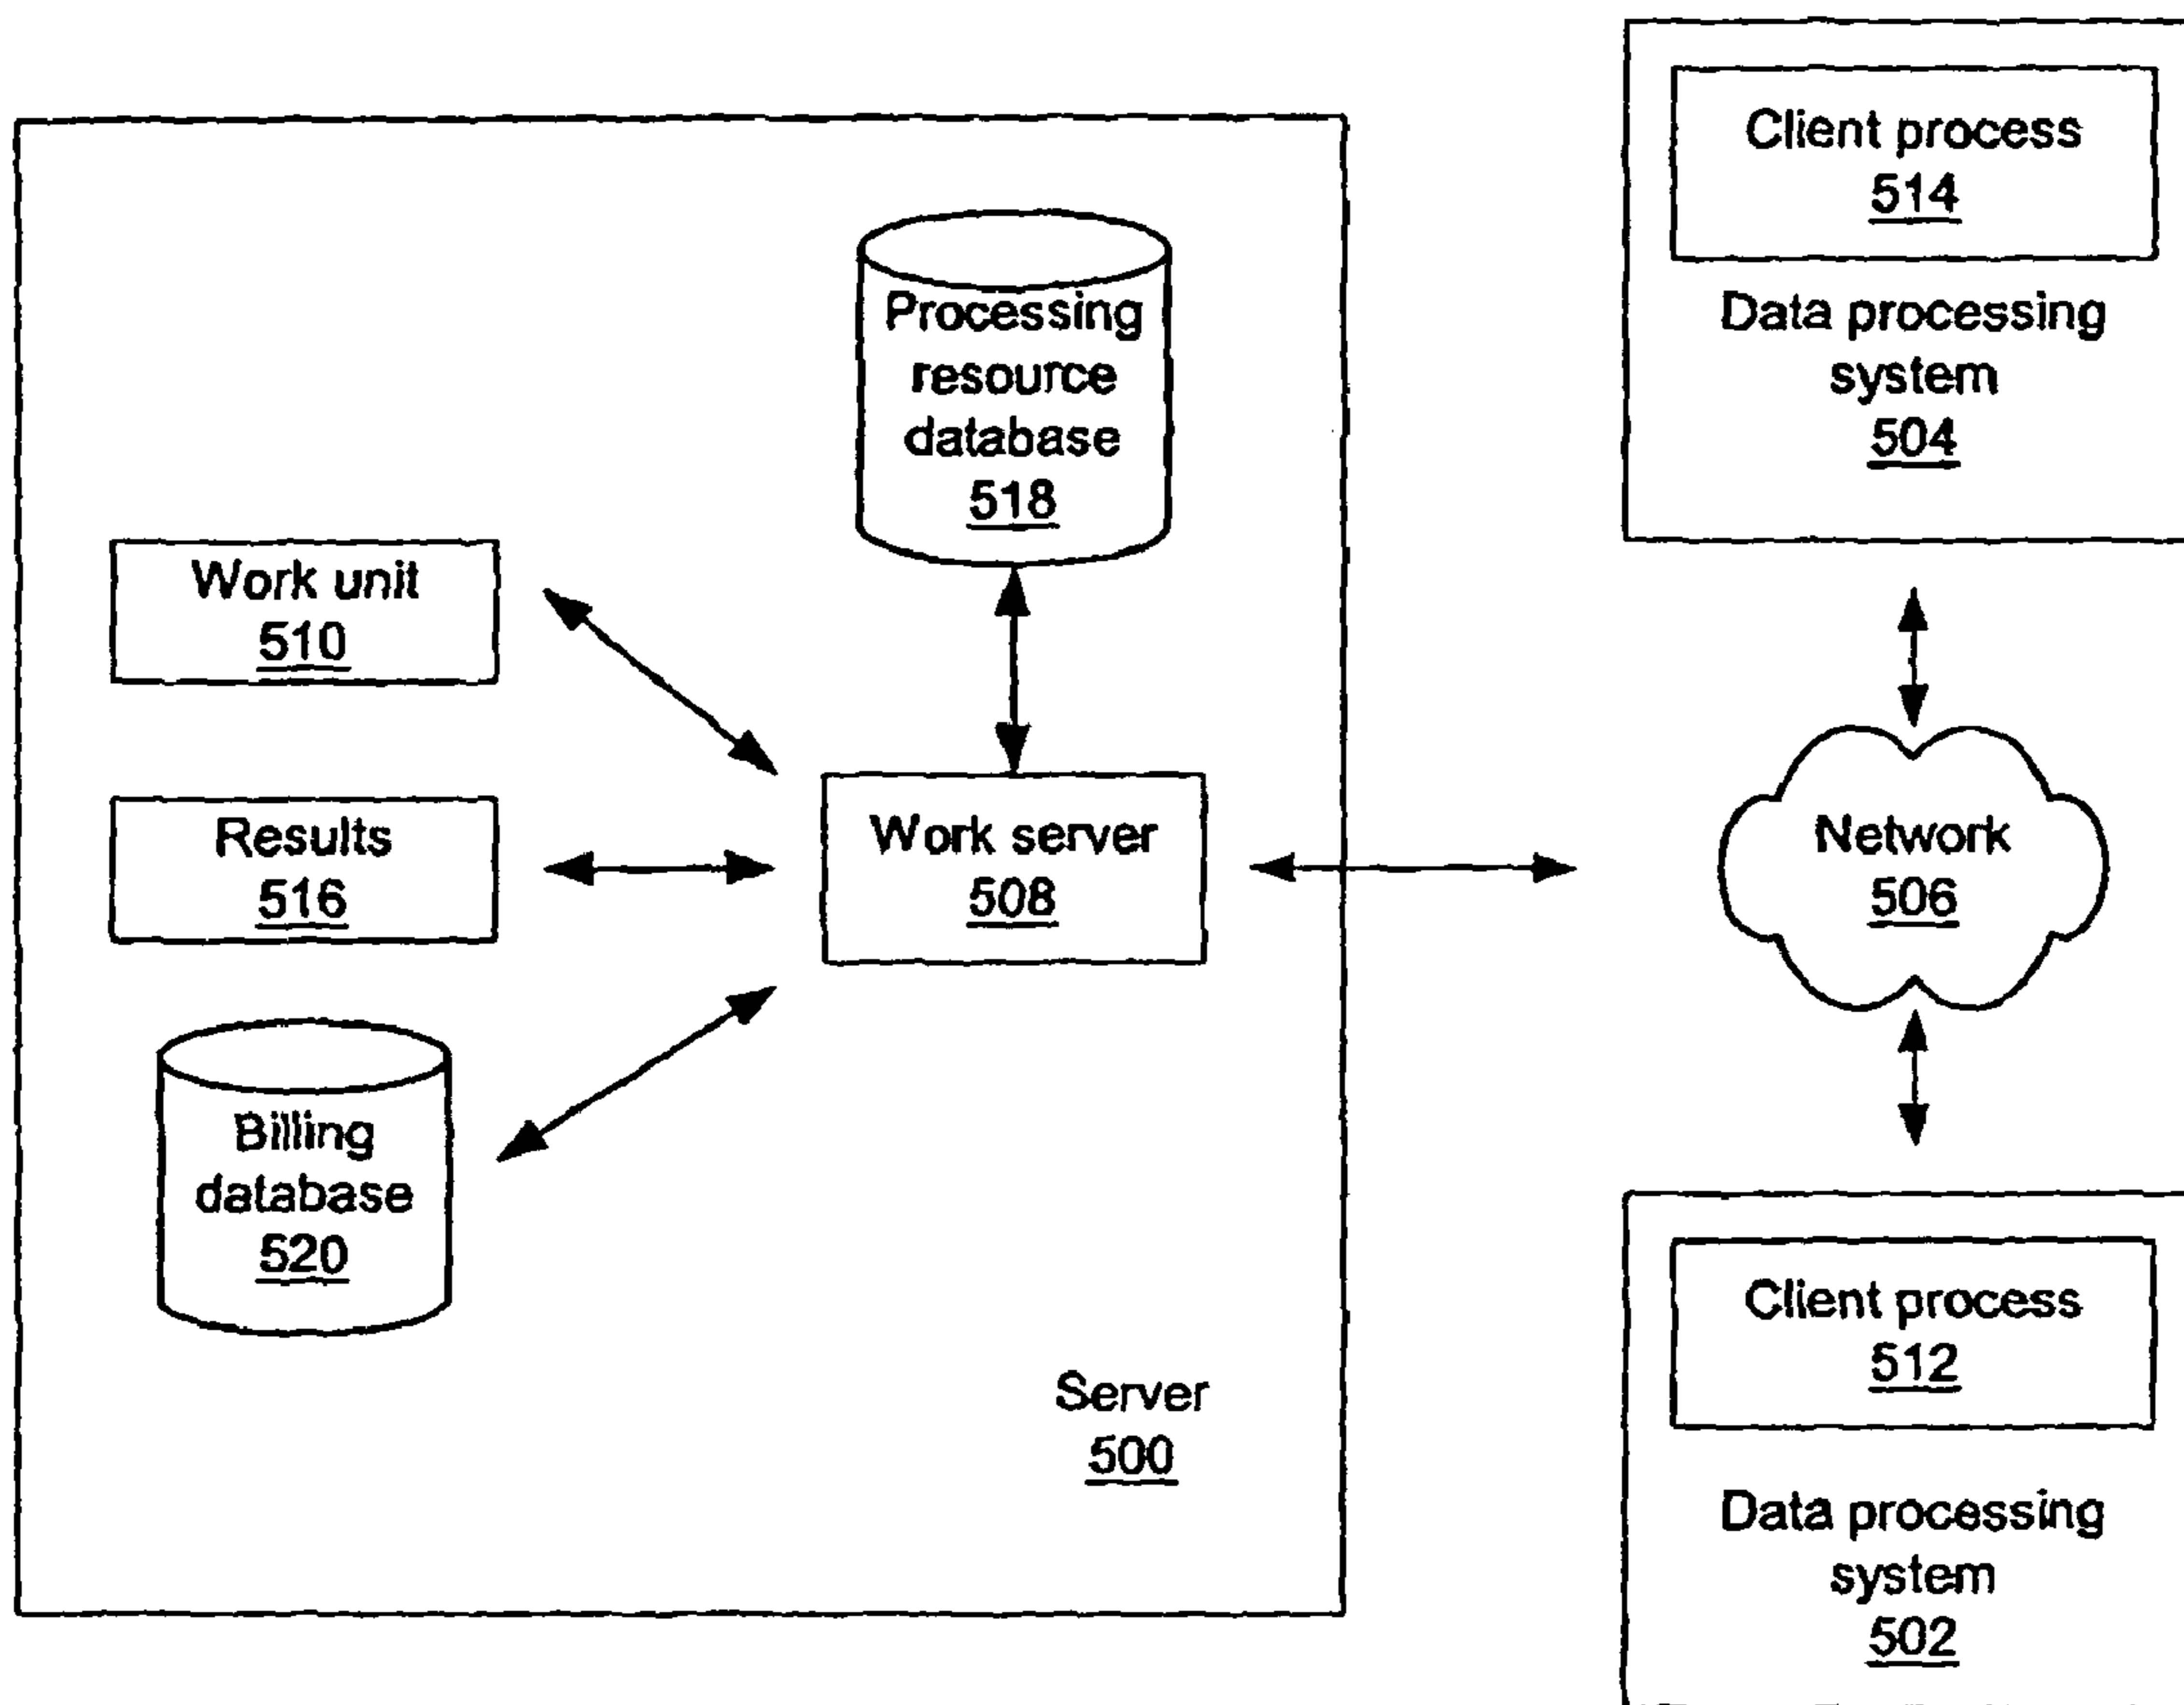 Client process
514
Data processing
system
504
Processing
resource
database
518
Work unit
510
Results
516
Work server
508
Network
506
Billing
database
520
Server
500
Client process
512
Data processing
system
502